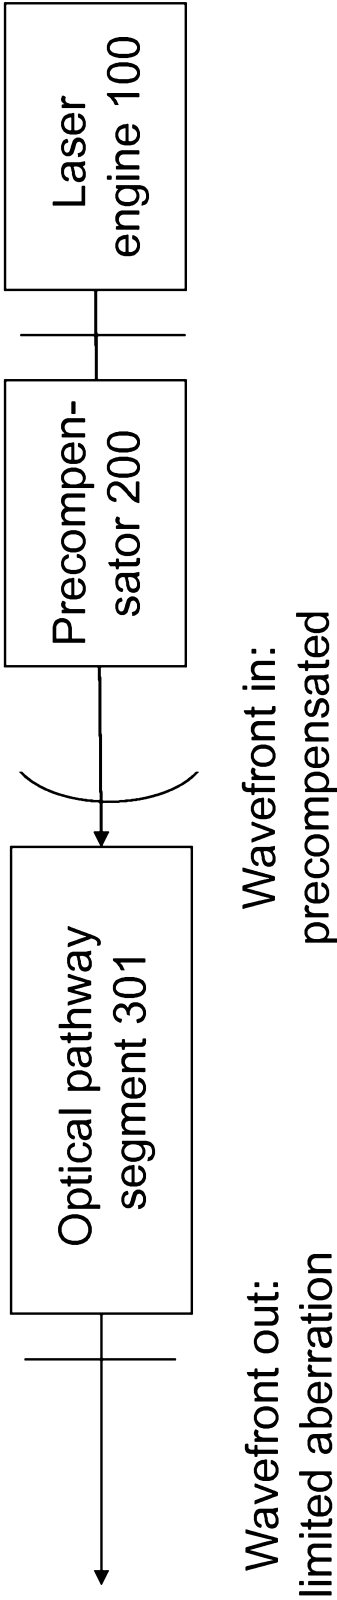 Laser
engine 100
Precompen-
sator 200
Wavefront in:
precompensated
Optical pathway
segment 301
Wavefront out:
limited aberration